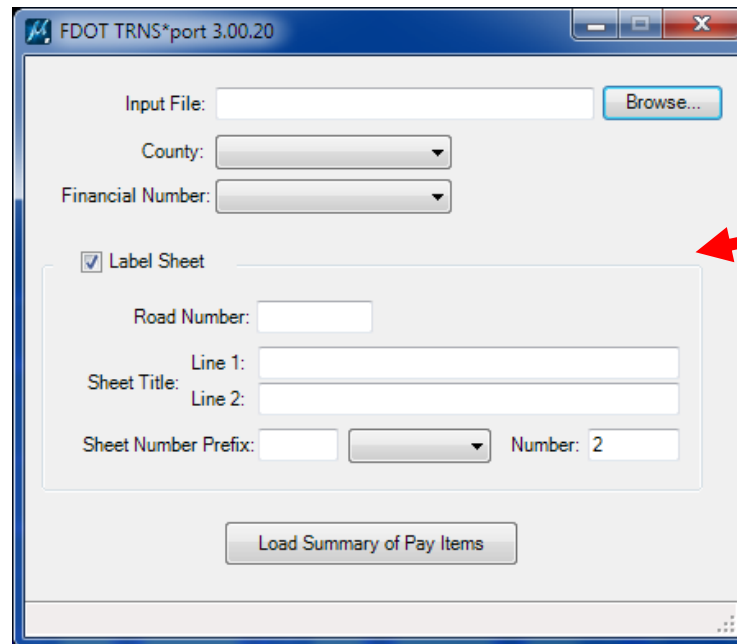 FDOT TRNS*port 3.00.20
Input File: Browse...
County:
Financial Number:
Label Sheet
Road Number:
Line 1:
Sheet Title:
Line 2:
Sheet Number Prefix: Number: 2
Load Summary of Pay Items